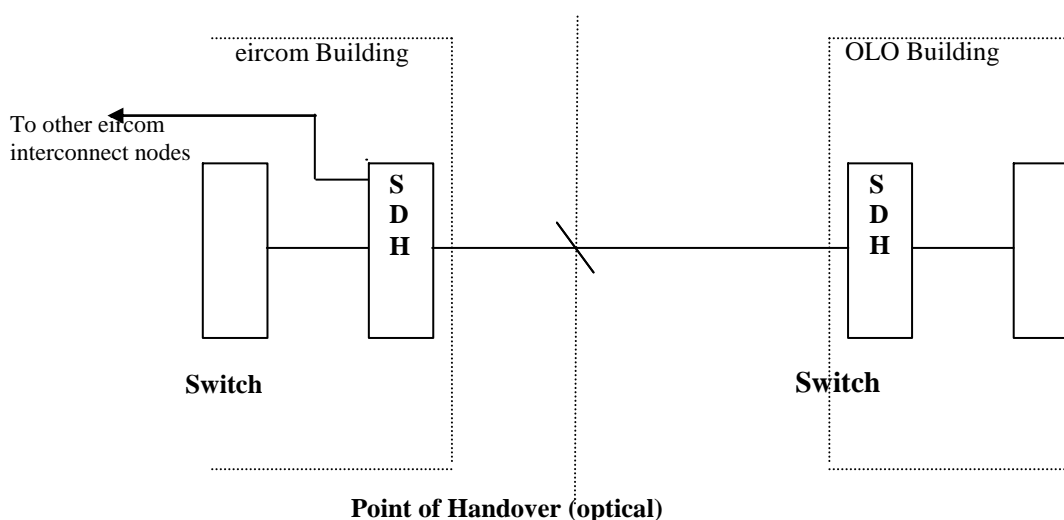 eircom Building
OLO Building
To other eircom
interconnect nodes
S
D
H
S
D
H
Switch
Switch
Point of Handover (optical)